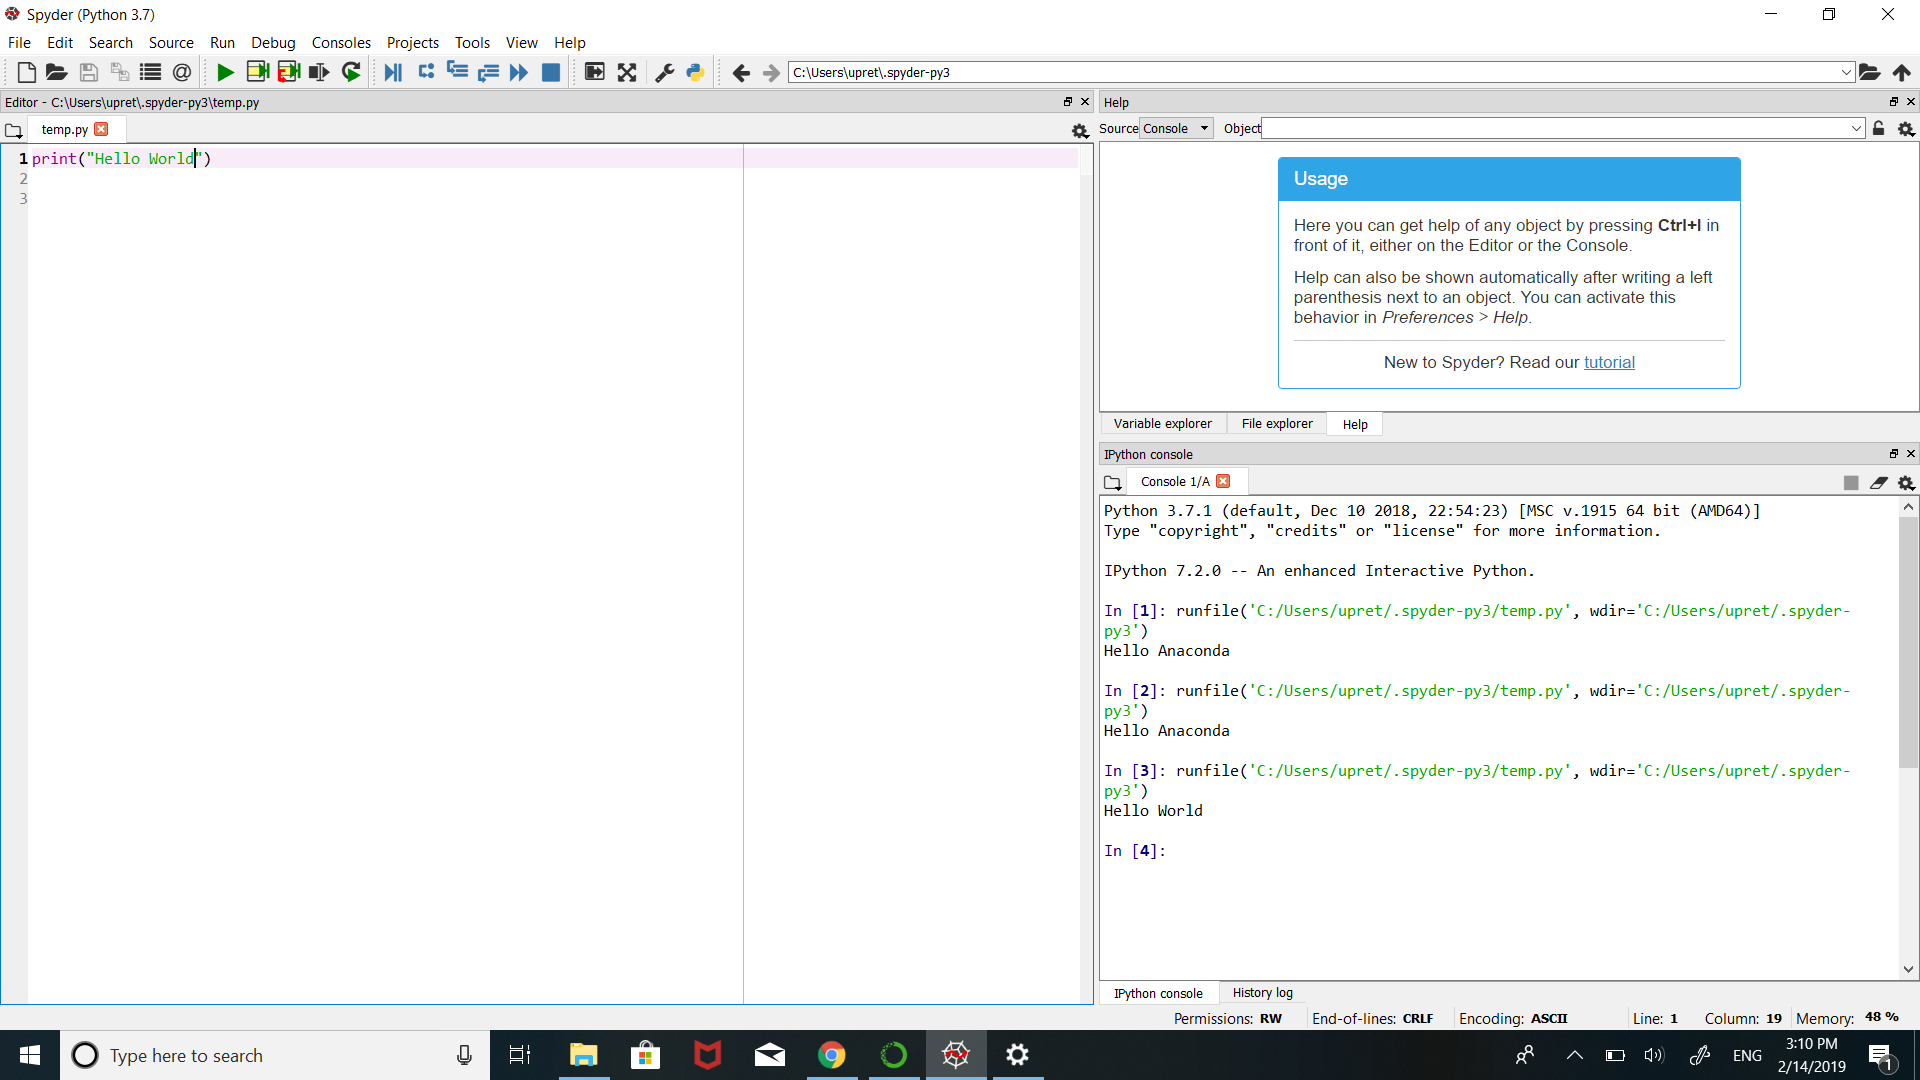 Spyder (Python 3.7)
File Edit Search Source Run Debug Consoles Projects Tools View Help
C:\Users\upret\.spyder-py3
Editor - C:\Users\upret\.spyder-py3\temp.py
temp.py
1 print("Hello World")
2
3
Help
Source Console Object
Usage
Here you can get help of any object by pressing Ctrl+I in
front of it, either on the Editor or the Console.
Help can also be shown automatically after writing a left
parenthesis next to an object. You can activate this
behavior in Preferences > Help.
New to Spyder? Read our tutorial
Variable explorer File explorer Help
IPython console
Console 1/A
Python 3.7.1 (default, Dec 10 2018, 22:54:23) [MSC v.1915 64 bit (AMD64)]
Type "copyright", "credits" or "license" for more information.
IPython 7.2.0 -- An enhanced Interactive Python.
In [1]: runfile('C:/Users/upret/.spyder-py3/temp.py', wdir='C:/Users/upret/.spyder-
py3')
Hello Anaconda
In [2]: runfile('C:/Users/upret/.spyder-py3/temp.py', wdir='C:/Users/upret/.spyder-
py3')
Hello Anaconda
In [3]: runfile('C:/Users/upret/.spyder-py3/temp.py', wdir='C:/Users/upret/.spyder-
py3')
Hello World
In [4]:
IPython console History log
Permissions: RW End-of-lines: CRLF Encoding: ASCII Line: 1 Column: 19 Memory: 48 %
Type here to search
ENG
3:10 PM
2/14/2019
1